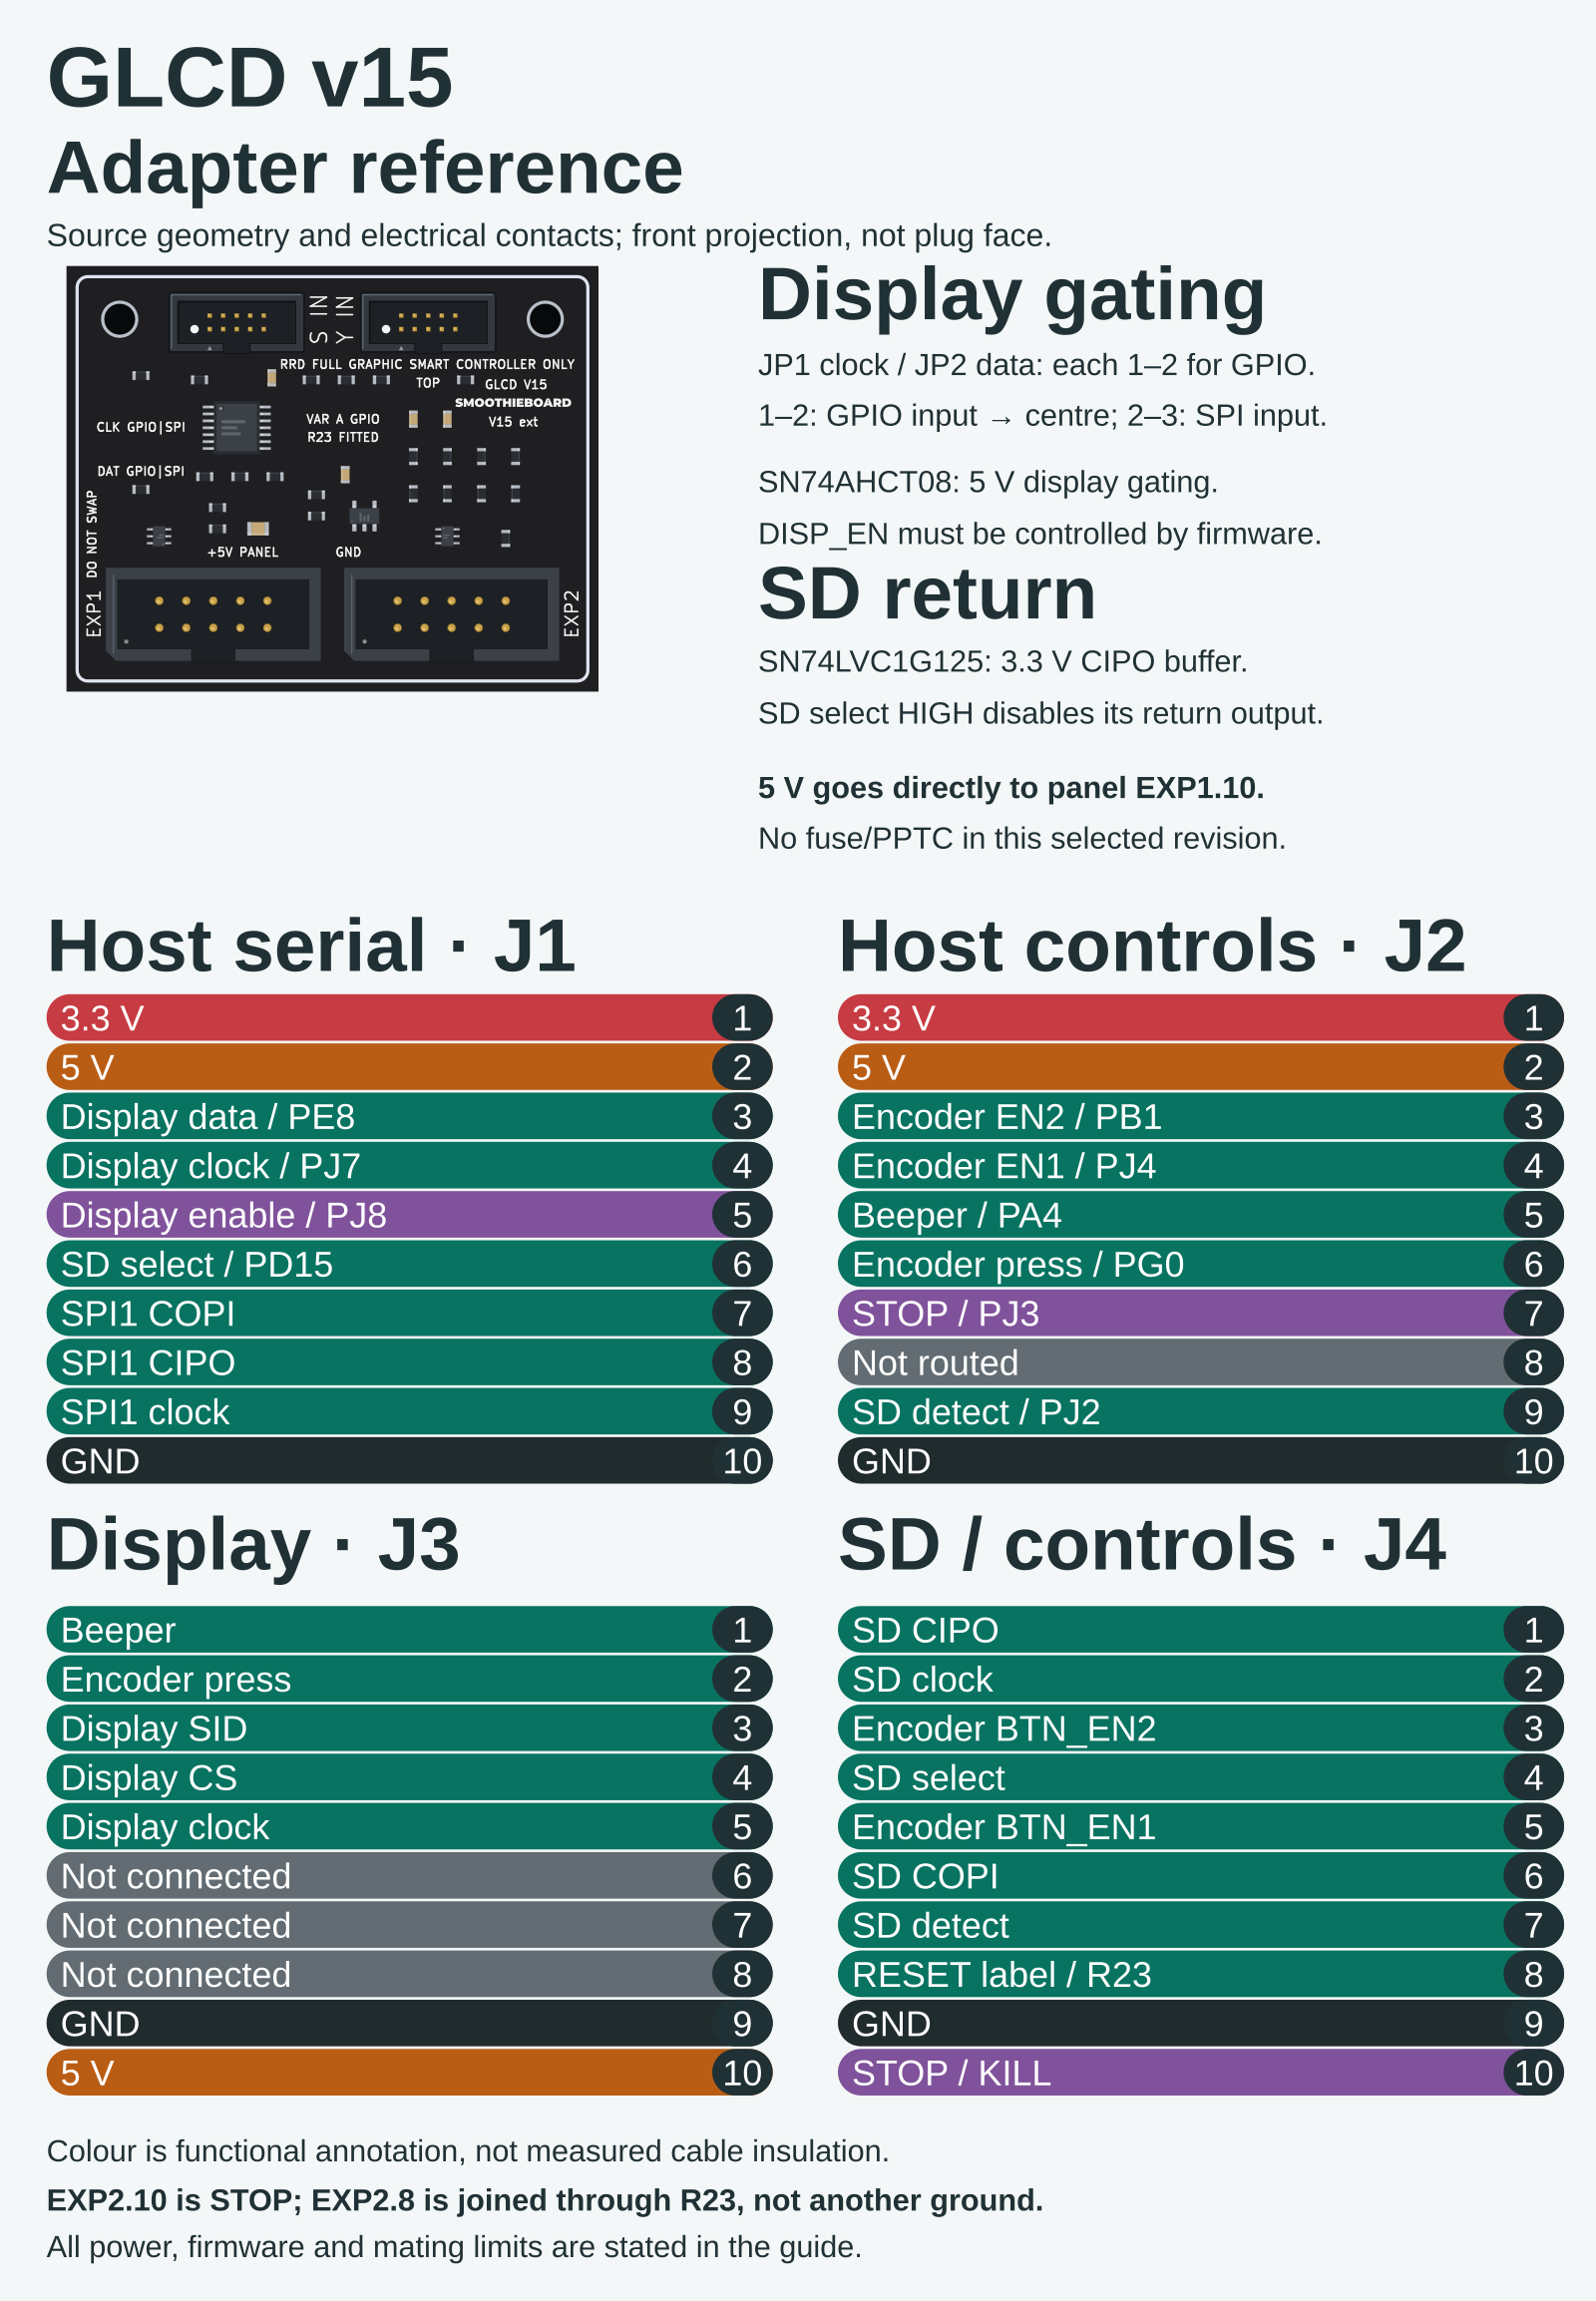 GLCD v15
Adapter reference
Source geometry and electrical contacts; front projection, not plug face.
S IN
Y IN
RRD FULL GRAPHIC SMART CONTROLLER ONLY
TOP
GLCD V15
SMOOTHIEBOARD
V15 ext
VAR A GPIO
R23 FITTED
CLK GPIO|SPI
DAT GPIO|SPI
DO NOT SWAP
+5V PANEL
GND
EXP1
EXP2
Display gating
JP1 clock / JP2 data: each 1–2 for GPIO.
1–2: GPIO input → centre; 2–3: SPI input.
SN74AHCT08: 5 V display gating.
DISP_EN must be controlled by firmware.
SD return
SN74LVC1G125: 3.3 V CIPO buffer.
SD select HIGH disables its return output.
5 V goes directly to panel EXP1.10.
No fuse/PPTC in this selected revision.
Host serial · J1
3.3 V 1
5 V 2
Display data / PE8 3
Display clock / PJ7 4
Display enable / PJ8 5
SD select / PD15 6
SPI1 COPI 7
SPI1 CIPO 8
SPI1 clock 9
GND 10
Host controls · J2
3.3 V 1
5 V 2
Encoder EN2 / PB1 3
Encoder EN1 / PJ4 4
Beeper / PA4 5
Encoder press / PG0 6
STOP / PJ3 7
Not routed 8
SD detect / PJ2 9
GND 10
Display · J3
Beeper 1
Encoder press 2
Display SID 3
Display CS 4
Display clock 5
Not connected 6
Not connected 7
Not connected 8
GND 9
5 V 10
SD / controls · J4
SD CIPO 1
SD clock 2
Encoder BTN_EN2 3
SD select 4
Encoder BTN_EN1 5
SD COPI 6
SD detect 7
RESET label / R23 8
GND 9
STOP / KILL 10
Colour is functional annotation, not measured cable insulation.
EXP2.10 is STOP; EXP2.8 is joined through R23, not another ground.
All power, firmware and mating limits are stated in the guide.